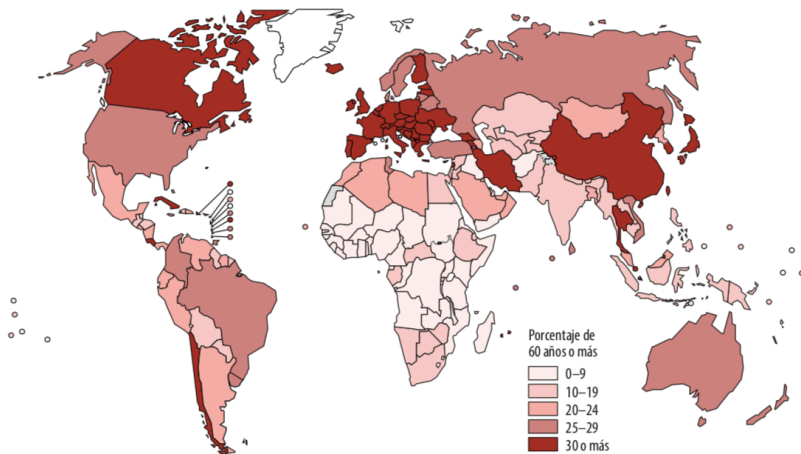 Porcentaje de
60 años o más
0–9
10–19
20–24
25–29
30 o más